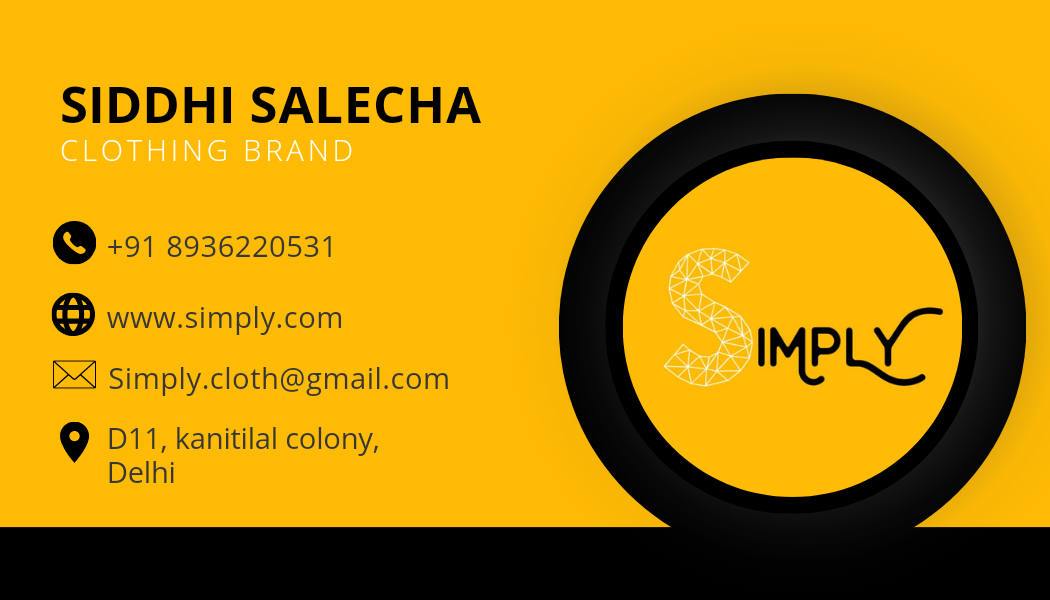 SIDDHI SALECHA
CLOTHING BRAND
+91 8936220531
www.simply.com
Simply.cloth@gmail.com
D11, kanitilal colony,
Delhi
SIMPLY